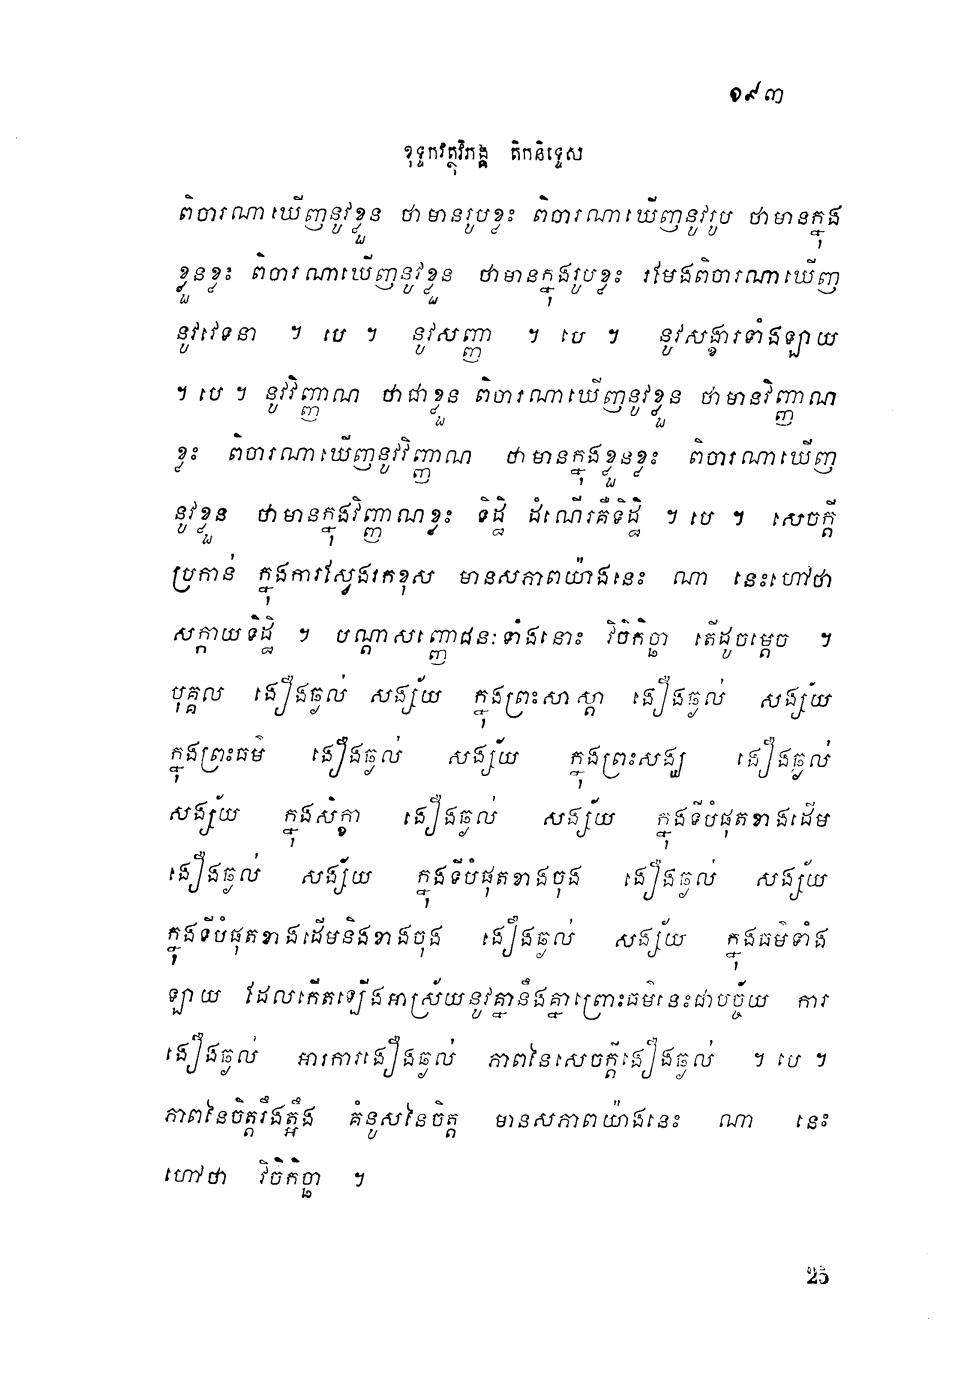 ១៩៣
ខុទ្ទកវត្ថុវិភង្គ តិកនិទ្ទេស
ពិចារណាឃើញនូវខ្លួន ថាមានរូបខ្លះ ពិចារណាឃើញនូវរូប ថាមានក្នុង
ខ្លួនខ្លះ ពិចារណាឃើញនូវខ្លួន ថាមានក្នុងរូបខ្លះ រមែងពិចារណាឃើញ
នូវវេទនា ។ បេ ។ នូវសញ្ញា ។ បេ ។ នូវសង្ខារទាំងឡាយ
។ បេ ។ នូវវិញ្ញាណ ថាជាខ្លួន ពិចារណាឃើញនូវខ្លួន ថាមានវិញ្ញាណ
ខ្លះ ពិចារណាឃើញនូវវិញ្ញាណ ថាមានក្នុងខ្លួនខ្លះ ពិចារណាឃើញ
នូវខ្លួន ថាមានក្នុងវិញ្ញាណខ្លះ ទិដ្ឋិ ដំណើរគឺទិដ្ឋិ ។ បេ ។ សេចក្តី
ប្រកាន់ ក្នុងការស្វែងរកខុស មានសភាពយ៉ាងនេះ ណា នេះហៅថា
សក្កាយទិដ្ឋិ ។ បណ្តាសញ្ញោជនៈទាំងនោះ វិចិកិច្ឆា តើដូចម្តេច ។
បុគ្គល ងឿងឆ្ងល់ សង្ស័យ ក្នុងព្រះសាស្តា ងឿងឆ្ងល់ សង្ស័យ
ក្នុងព្រះធម៌ ងឿងឆ្ងល់ សង្ស័យ ក្នុងព្រះសង្ឃ ងឿងឆ្ងល់
សង្ស័យ ក្នុងសិក្ខា ងឿងឆ្ងល់ សង្ស័យ ក្នុងទីបំផុតខាងដើម
ងឿងឆ្ងល់ សង្ស័យ ក្នុងទីបំផុតខាងចុង ងឿងឆ្ងល់ សង្ស័យ
ក្នុងទីបំផុតខាងដើមនិងខាងចុង ងឿងឆ្ងល់ សង្ស័យ ក្នុងធម៌ទាំង
ឡាយ ដែលកើតឡើងអាស្រ័យនូវគ្នានឹងគ្នាព្រោះធម៌នេះជាបច្ច័យ ការ
ងឿងឆ្ងល់ អាការងឿងឆ្ងល់ ភាពនៃសេចក្តីងឿងឆ្ងល់ ។ បេ ។
ភាពនៃចិត្តរឹងត្អឹង គំនូសនៃចិត្ត មានសភាពយ៉ាងនេះ ណា នេះ
ហៅថា វិចិកិច្ឆា ។
25